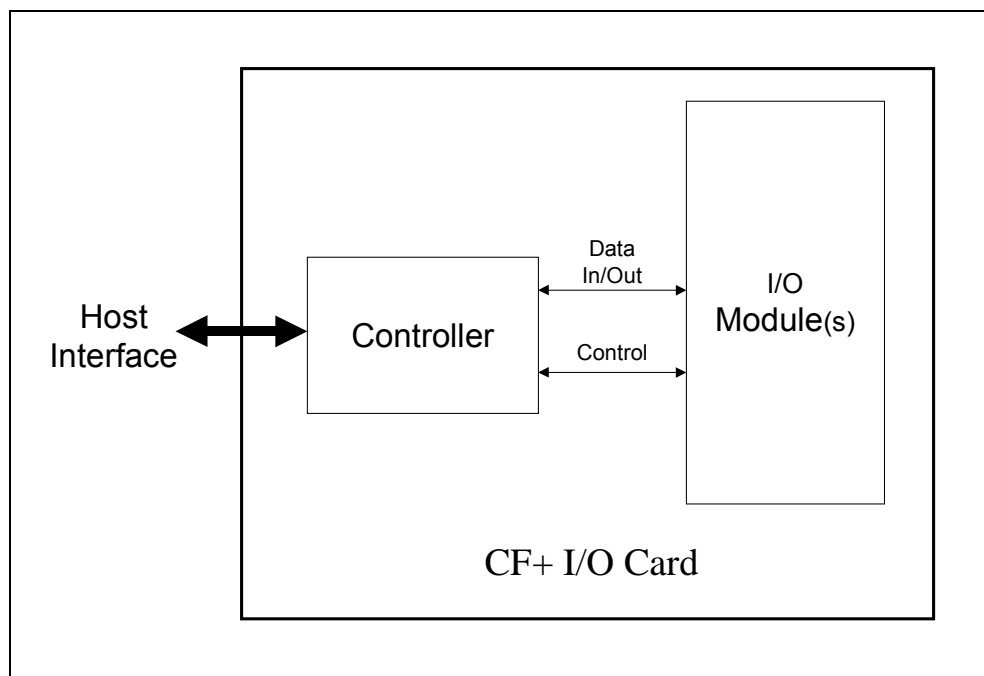 Host
Interface
Controller
Data
In/Out
Control
I/O
Module(s)
CF+ I/O Card